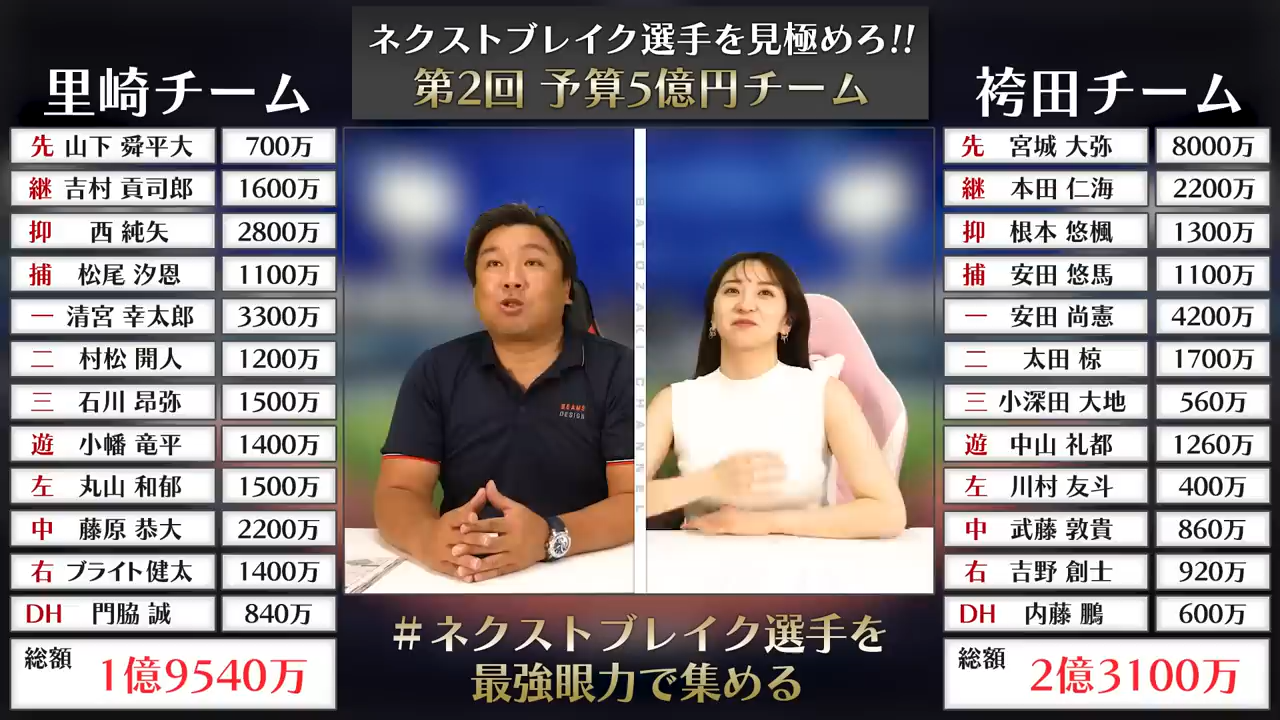 ネクストブレイク選手を見極めろ!!
第2回 予算5億円チーム
里崎チーム
先 山下 舜平大 700万
継 吉村 貢司郎 1600万
抑 西 純矢 2800万
捕 松尾 汐恩 1100万
一 清宮 幸太郎 3300万
二 村松 開人 1200万
三 石川 昂弥 1500万
遊 小幡 竜平 1400万
左 丸山 和郁 1500万
中 藤原 恭大 2200万
右 ブライト健太 1400万
DH 門脇 誠 840万
総額 1億9540万
BATOZAKI CHANNEL
BEAMS
DESIGN
袴田チーム
先 宮城 大弥 8000万
継 本田 仁海 2200万
抑 根本 悠楓 1300万
捕 安田 悠馬 1100万
一 安田 尚憲 4200万
二 太田 椋 1700万
三 小深田 大地 560万
遊 中山 礼都 1260万
左 川村 友斗 400万
中 武藤 敦貴 860万
右 吉野 創士 920万
DH 内藤 鵬 600万
総額 2億3100万
#ネクストブレイク選手を
最強眼力で集める